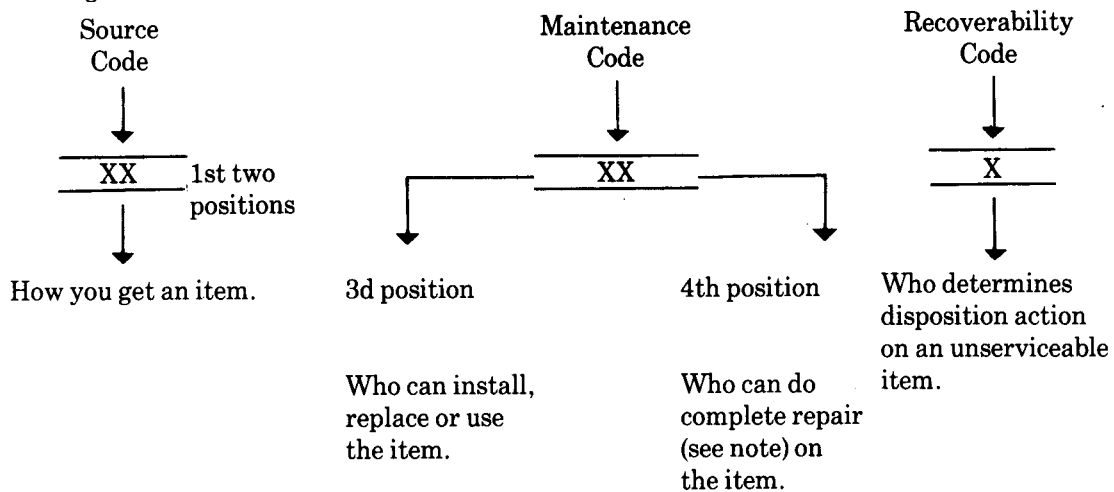 Source
Code
XX
1st two
positions
How you get an item.
Maintenance
Code
XX
3d position
Who can install,
replace or use
the item.
4th position
Who can do
complete repair
(see note) on
the item.
Recoverability
Code
X
Who determines
disposition action
on an unserviceable
item.